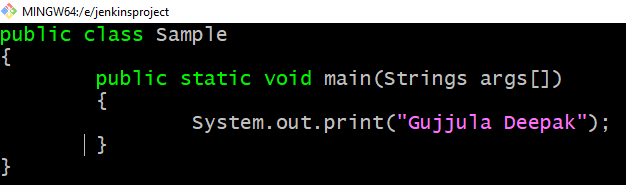 MINGW64:/e/jenkinsproject
public class Sample
{
        public static void main(Strings args[])
        {
                System.out.print("Gujjula Deepak");
        }
}